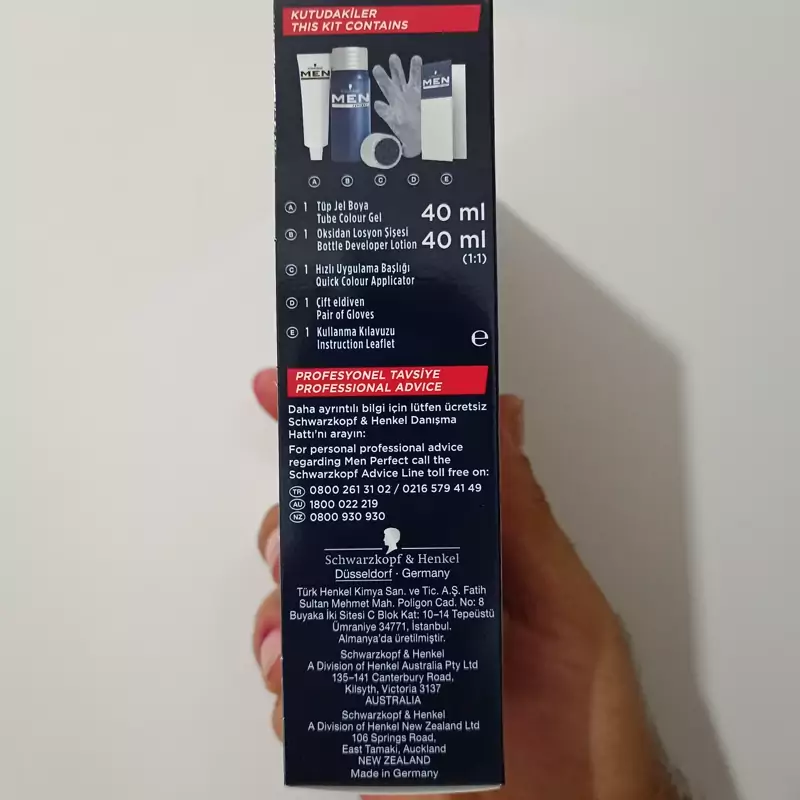 KUTUDAKİLER
THIS KIT CONTAINS
MEN
MEN
MEN
A B C D E
A 1 Tüp Jel Boya
Tube Colour Gel 40 ml
B 1 Oksidan Losyon Şişesi
Bottle Developer Lotion 40 ml
(1:1)
C 1 Hızlı Uygulama Başlığı
Quick Colour Applicator
D 1 Çift eldiven
Pair of Gloves
E 1 Kullanma Kılavuzu
Instruction Leaflet
℮
PROFESYONEL TAVSİYE
PROFESSIONAL ADVICE
Daha ayrıntılı bilgi için lütfen ücretsiz
Schwarzkopf & Henkel Danışma
Hattı'nı arayın:
For personal professional advice
regarding Men Perfect call the
Schwarzkopf Advice Line toll free on:
TR 0800 261 31 02 / 0216 579 41 49
AU 1800 022 219
NZ 0800 930 930
Schwarzkopf & Henkel
Düsseldorf · Germany
Türk Henkel Kimya San. ve Tic. A.Ş. Fatih
Sultan Mehmet Mah. Poligon Cad. No: 8
Buyaka İki Sitesi C Blok Kat: 10-14 Tepeüstü
Ümraniye 34771, İstanbul.
Almanya'da üretilmiştir.
Schwarzkopf & Henkel
A Division of Henkel Australia Pty Ltd
135-141 Canterbury Road,
Kilsyth, Victoria 3137
AUSTRALIA
Schwarzkopf & Henkel
A Division of Henkel New Zealand Ltd
106 Springs Road,
East Tamaki, Auckland
NEW ZEALAND
Made in Germany